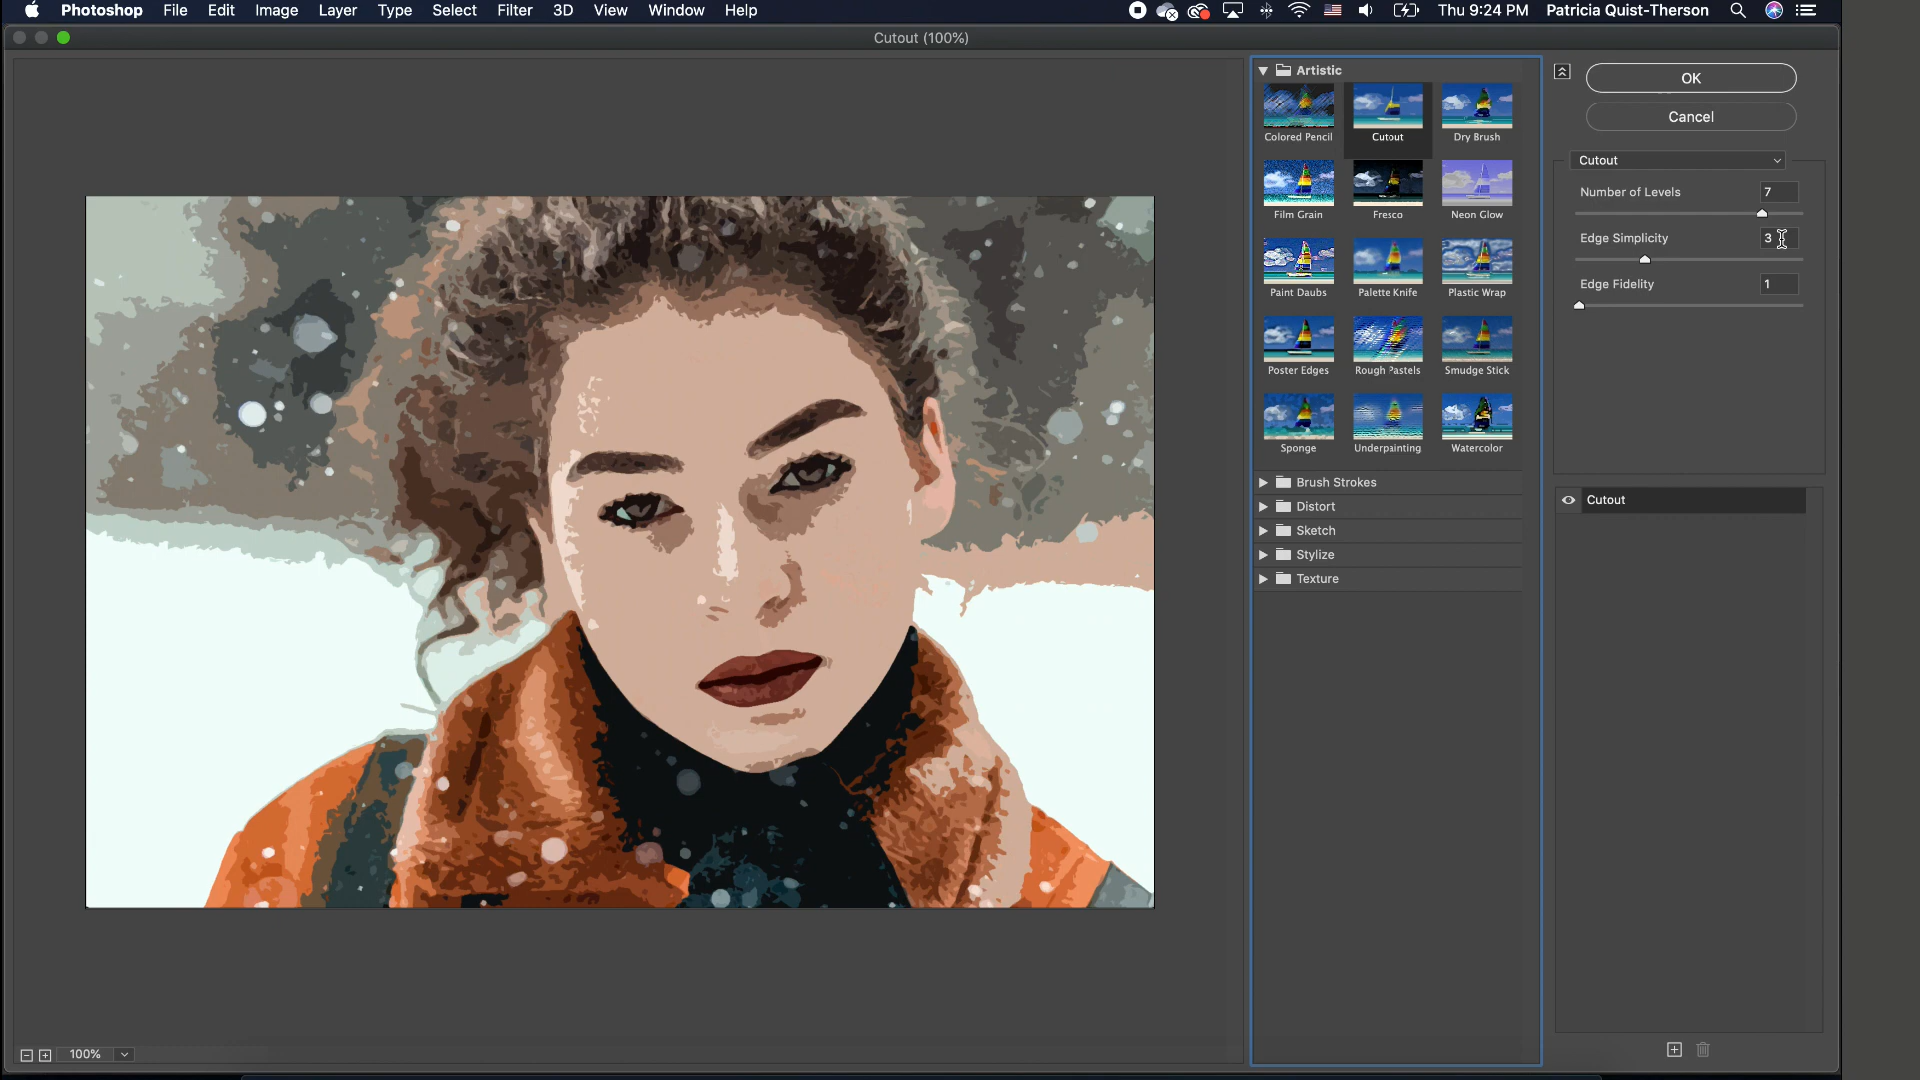 Photoshop File Edit Image Layer Type Select Filter 3D View Window Help Thu 9:24 PM Patricia Quist-Therson
Cutout (100%)
Artistic
Colored Pencil Cutout Dry Brush
Film Grain Fresco Neon Glow
Paint Daubs Palette Knife Plastic Wrap
Poster Edges Rough Pastels Smudge Stick
Sponge Underpainting Watercolor
Brush Strokes
Distort
Sketch
Stylize
Texture
OK
Cancel
Cutout
Number of Levels 7
Edge Simplicity 3
Edge Fidelity 1
Cutout
100%